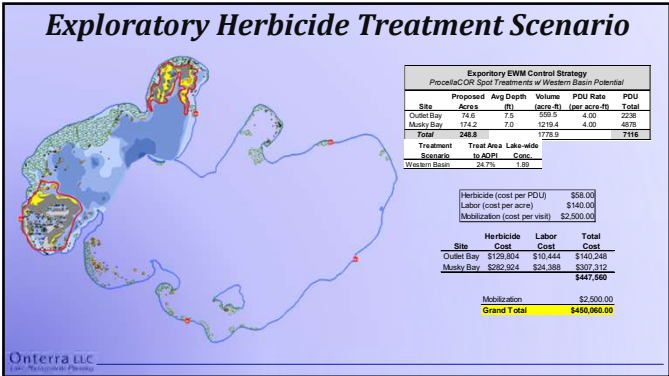 Exploratory Herbicide Treatment Scenario
Exporitory EWM Control Strategy
ProcellaCOR Spot Treatments w/ Western Basin Potential
Site Proposed Acres Avg Depth (ft) Volume (acre-ft) PDU Rate (per acre-ft) PDU Total
Outlet Bay 74.6 7.5 559.5 4.00 2238
Musky Bay 174.2 7.0 1219.4 4.00 4878
Total 248.8 1778.9 7116
Treatment Scenario Treat Area to AOPI Lake-wide Conc.
Western Basin 24.7% 1.89
Herbicide (cost per PDU) $58.00
Labor (cost per acre) $140.00
Mobilization (cost per visit) $2,500.00
Site Herbicide Cost Labor Cost Total Cost
Outlet Bay $129,804 $10,444 $140,248
Musky Bay $282,924 $24,388 $307,312
$447,560
Mobilization $2,500.00
Grand Total $450,060.00
Onterra LLC